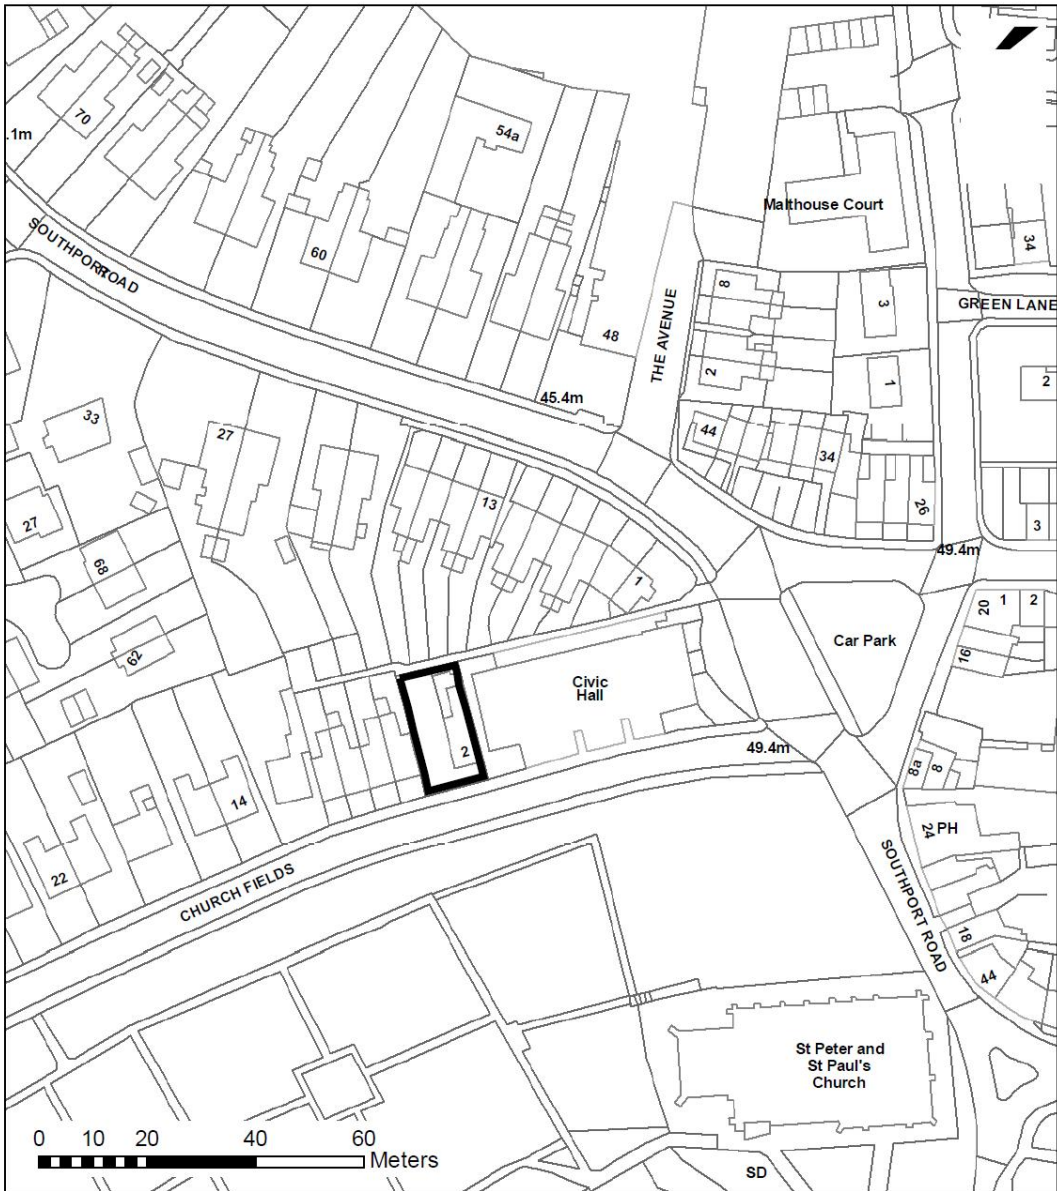 70
54a
.1m
Malthouse Court
34
SOUTHPORT ROAD
60
8
3
GREEN LANE
THE AVENUE
48
2
1
2
45.4m
33
27
44
34
13
26
3
27
49.4m
68
1
20
1
2
Car Park
62
16
Civic
Hall
2
49.4m
8a
8
14
24
PH
22
CHURCH FIELDS
SOUTHPORT ROAD
18
44
St Peter and
St Paul's
Church
0 10 20 40 60
Meters
SD